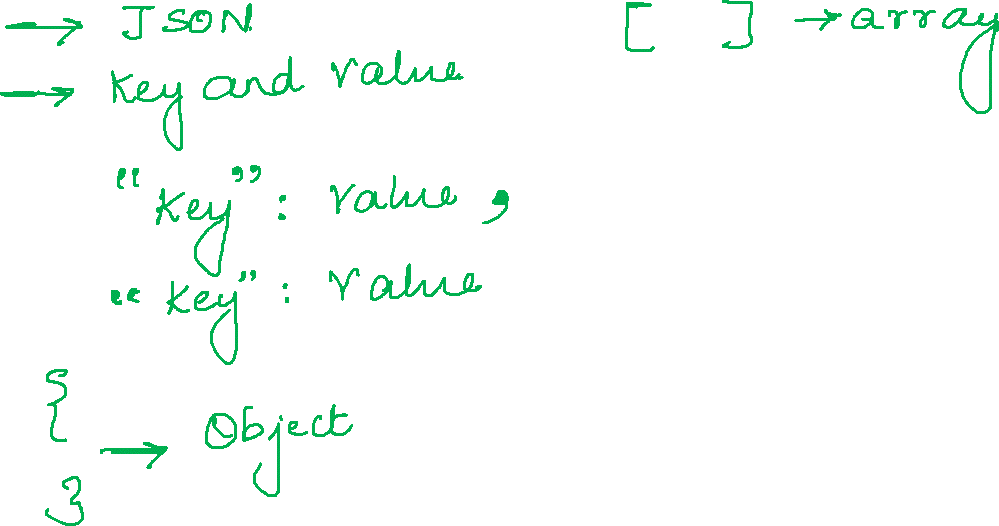 → JSON
[ ] → array
→ Key and value
"Key": value,
"Key": value
{
→ Object
}